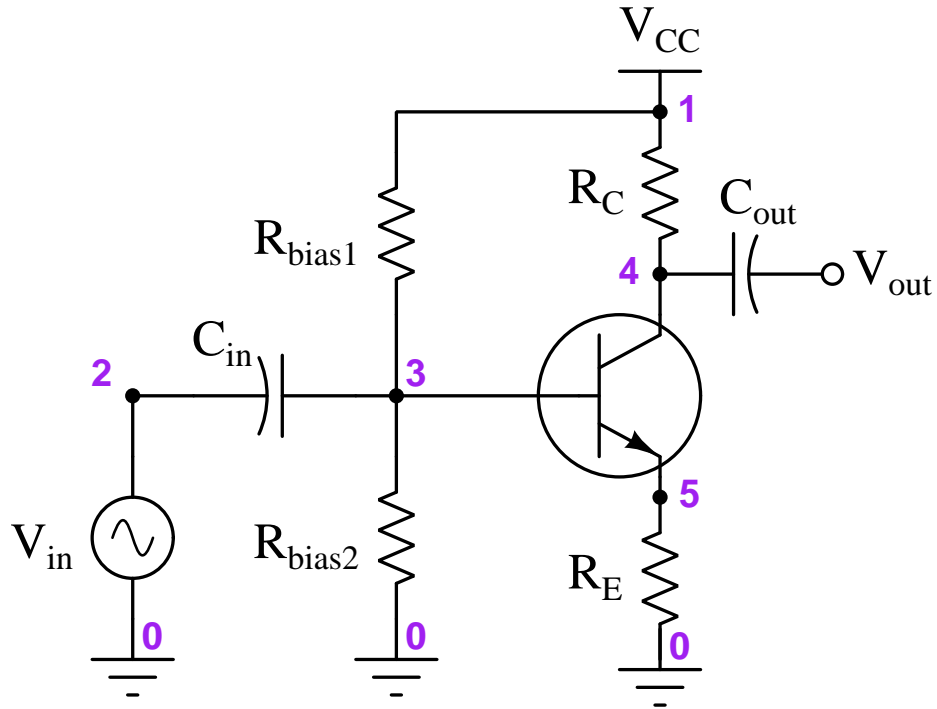 V_CC
1
R_C
C_out
R_bias1
4
V_out
C_in
2
3
5
V_in
R_bias2
R_E
0
0
0